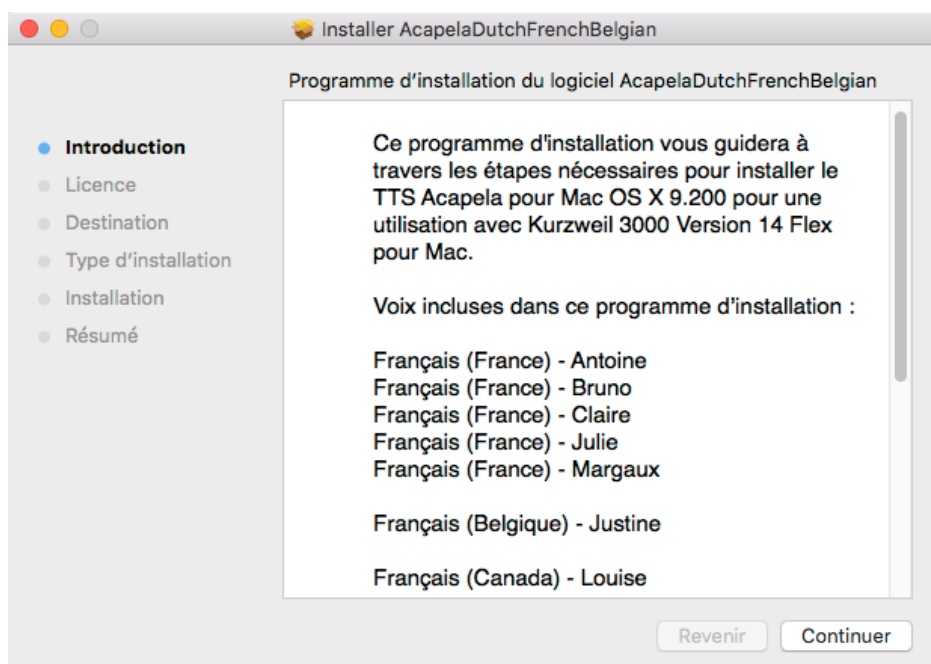 Installer AcapelaDutchFrenchBelgian
Programme d’installation du logiciel AcapelaDutchFrenchBelgian
Introduction
Licence
Destination
Type d’installation
Installation
Résumé
Ce programme d'installation vous guidera à
travers les étapes nécessaires pour installer le
TTS Acapela pour Mac OS X 9.200 pour une
utilisation avec Kurzweil 3000 Version 14 Flex
pour Mac.
Voix incluses dans ce programme d’installation :
Français (France) - Antoine
Français (France) - Bruno
Français (France) - Claire
Français (France) - Julie
Français (France) - Margaux
Français (Belgique) - Justine
Français (Canada) - Louise
Revenir
Continuer